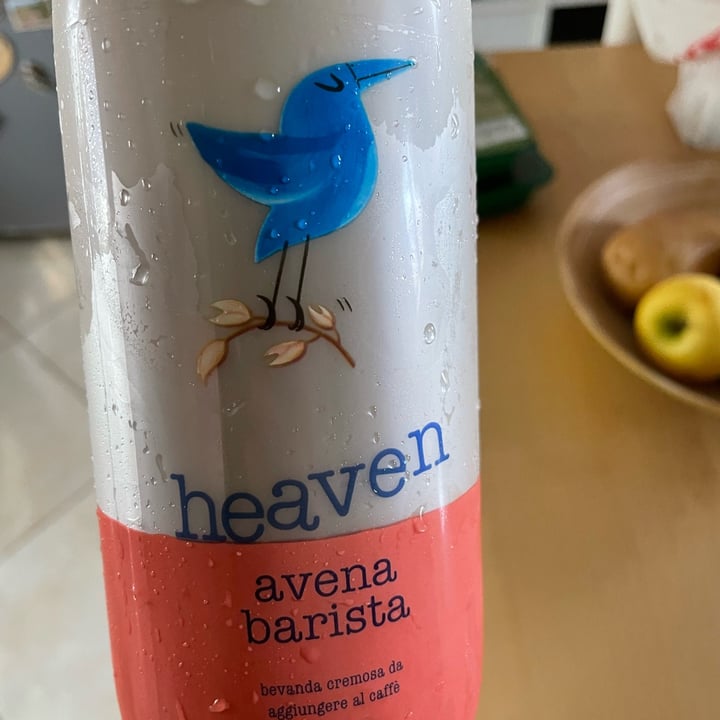 heaven
avena
barista
bevanda cremosa da
aggiungere al caffè